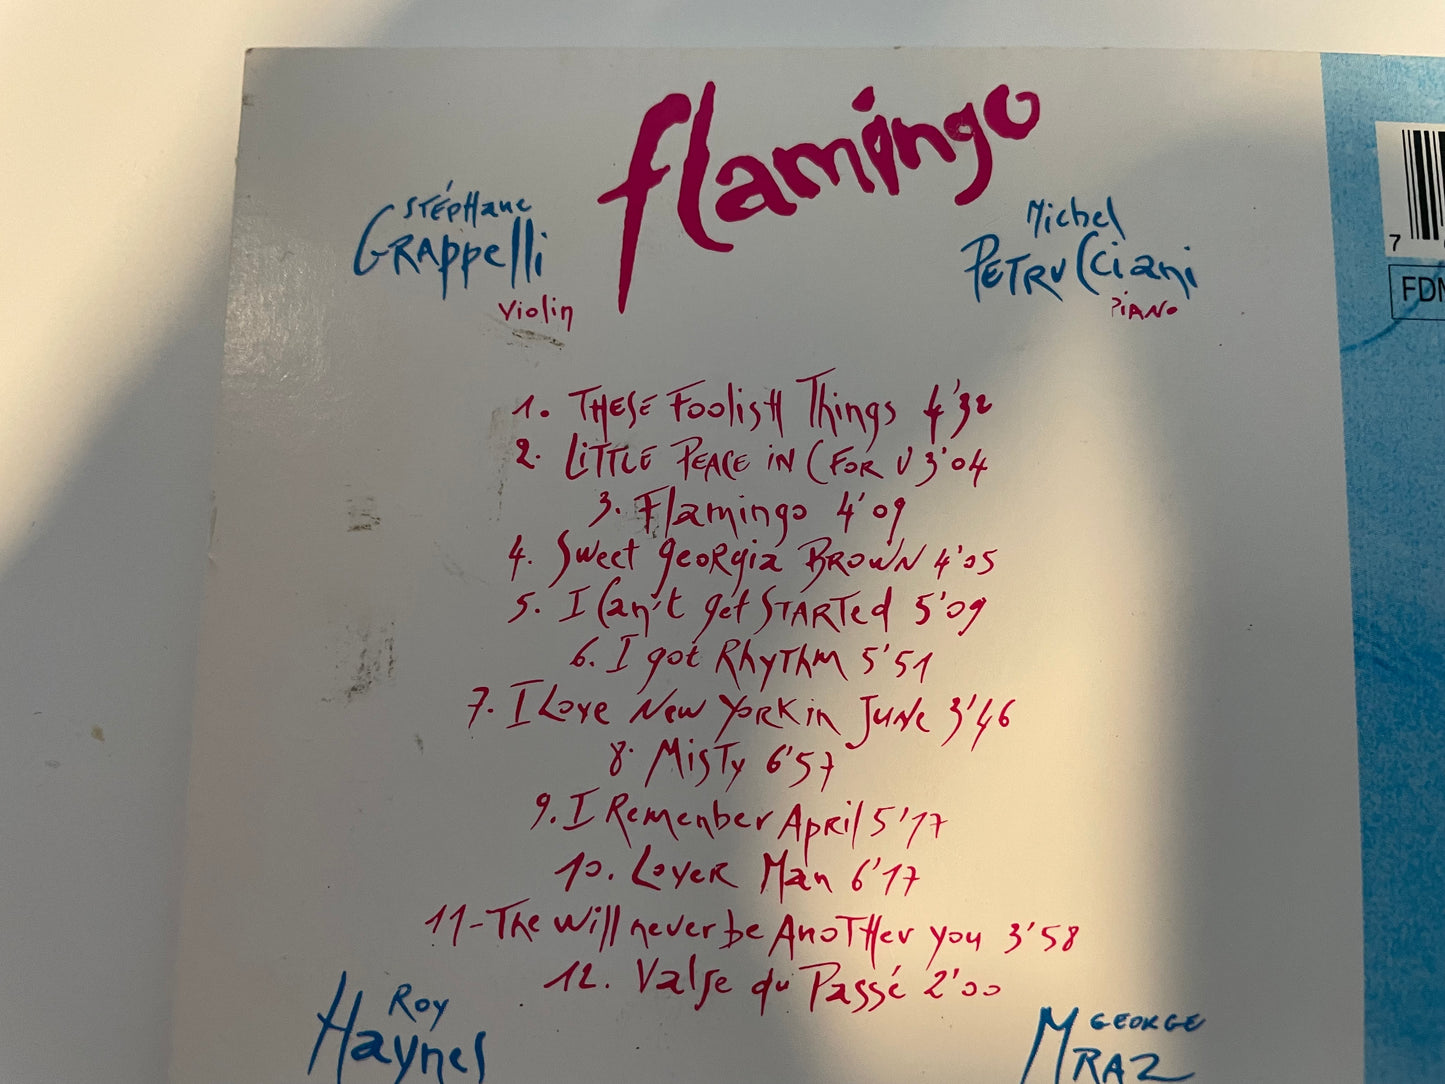 flamingo
STÉPHane
GRAPPelli
violin
Michel
PETRUCCiani
PiANO
1. THESE FoolisH Things 4'32
2. LiTTLE PEACE iN C FOR U 3'04
3. Flamingo 4'09
4. Sweet georgia BROWN 4'05
5. I Can't get STARTEd 5'09
6. I got RhyThM 5'51
7. I Love New York in June 3'46
8. MisTy 6'57
9. I Remenber April 5'17
10. LoveR Man 6'17
11-The will never be AnoTHer you 3'58
12. Valse du Passé 2'00
Roy
Haynes
GEORGE
MRAZ
7
FDM